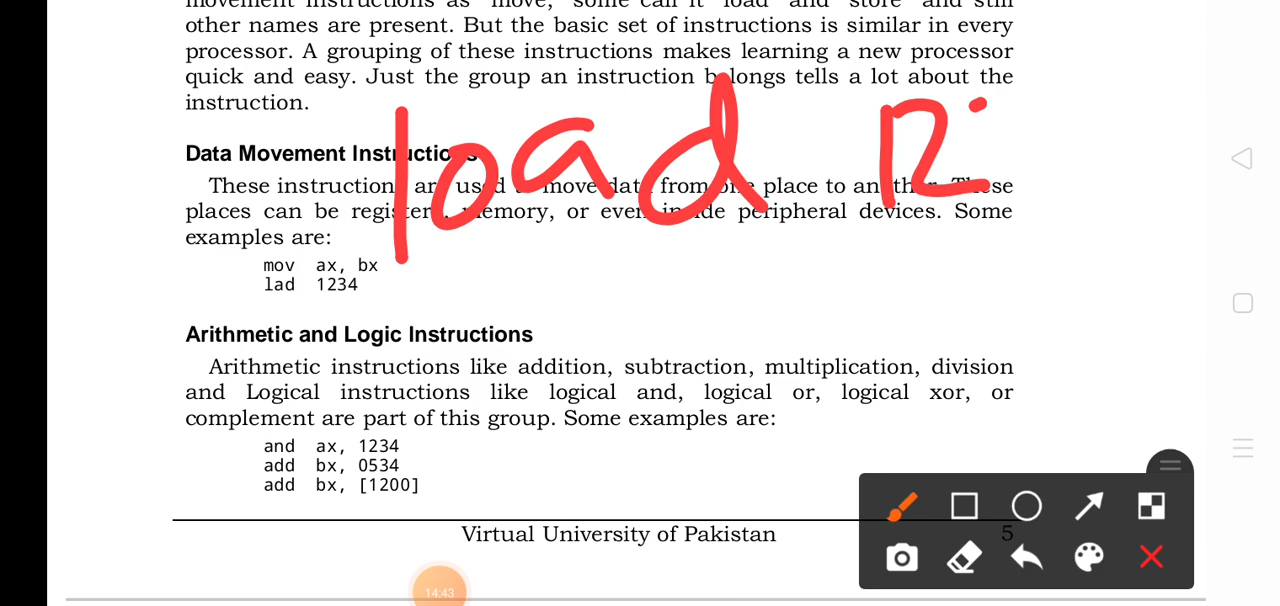 movement instructions as "move," some call it "load" and "store" and still
other names are present. But the basic set of instructions is similar in every
processor. A grouping of these instructions makes learning a new processor
quick and easy. Just the group an instruction belongs tells a lot about the
instruction.
load R
Data Movement Instructions
These instructions are used to move data from one place to another. These
places can be registers, memory, or even inside peripheral devices. Some
examples are:
mov ax, bx
lad 1234
Arithmetic and Logic Instructions
Arithmetic instructions like addition, subtraction, multiplication, division
and Logical instructions like logical and, logical or, logical xor, or
complement are part of this group. Some examples are:
and ax, 1234
add bx, 0534
add bx, [1200]
Virtual University of Pakistan 5
14:43